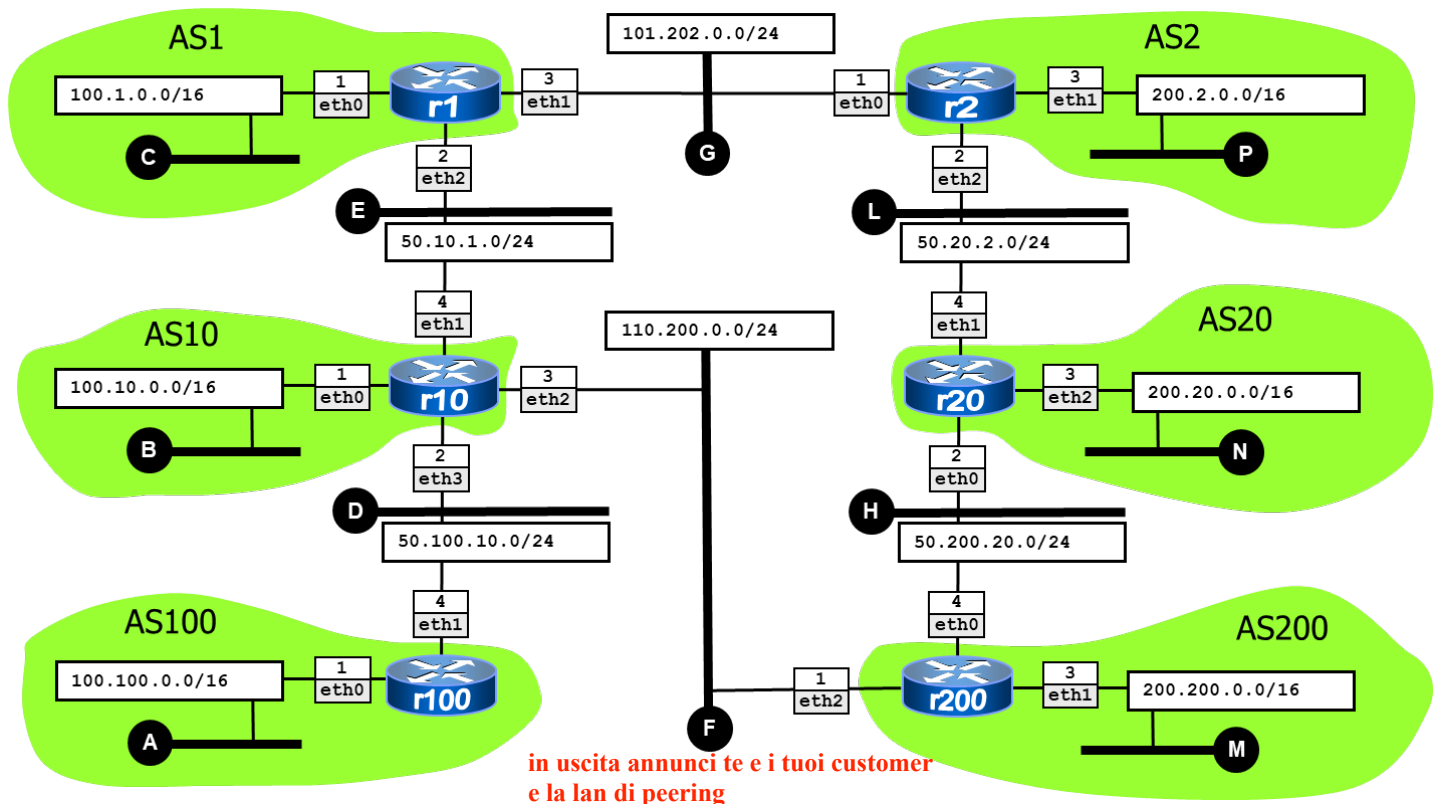 AS1
101.202.0.0/24
AS2
100.1.0.0/16
1
eth0
r1
3
eth1
1
eth0
r2
3
eth1
200.2.0.0/16
C
G
P
2
eth2
2
eth2
E
50.10.1.0/24
L
50.20.2.0/24
4
eth1
4
eth1
AS10
110.200.0.0/24
AS20
100.10.0.0/16
1
eth0
r10
3
eth2
r20
3
eth2
200.20.0.0/16
B
N
2
eth3
2
eth0
D
50.100.10.0/24
H
50.200.20.0/24
4
eth1
4
eth0
AS100
AS200
100.100.0.0/16
1
eth0
r100
1
eth2
r200
3
eth1
200.200.0.0/16
A
F
M
in uscita annunci te e i tuoi customer
e la lan di peering